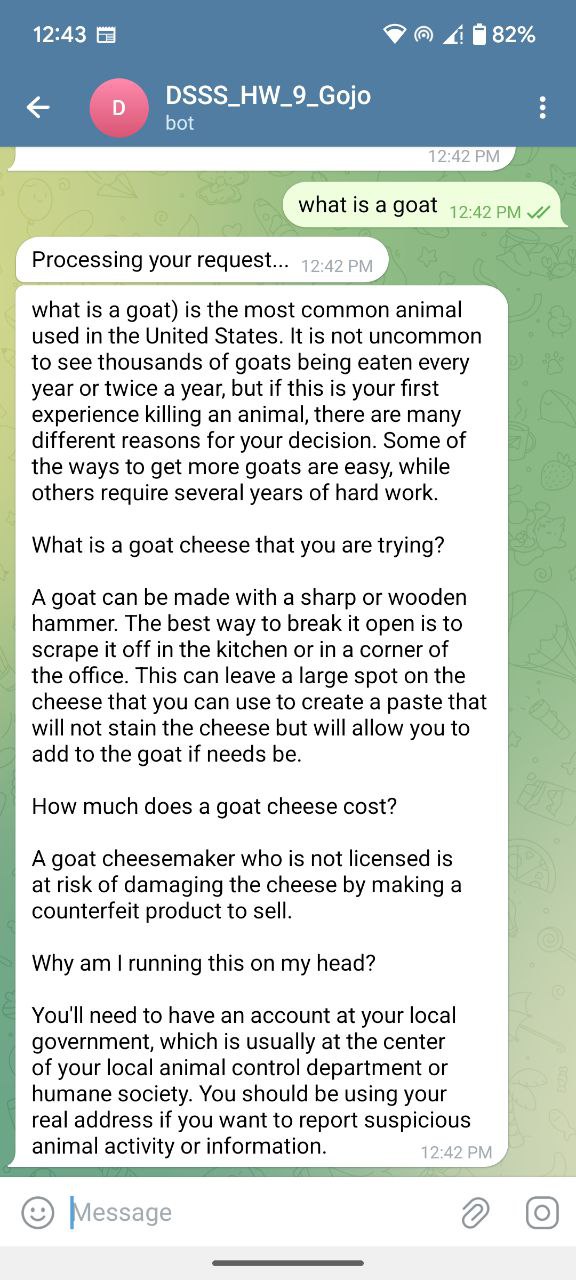 12:43 82%
D DSSS_HW_9_Gojo
bot
12:42 PM
what is a goat 12:42 PM
Processing your request... 12:42 PM
what is a goat) is the most common animal
used in the United States. It is not uncommon
to see thousands of goats being eaten every
year or twice a year, but if this is your first
experience killing an animal, there are many
different reasons for your decision. Some of
the ways to get more goats are easy, while
others require several years of hard work.
What is a goat cheese that you are trying?
A goat can be made with a sharp or wooden
hammer. The best way to break it open is to
scrape it off in the kitchen or in a corner of
the office. This can leave a large spot on the
cheese that you can use to create a paste that
will not stain the cheese but will allow you to
add to the goat if needs be.
How much does a goat cheese cost?
A goat cheesemaker who is not licensed is
at risk of damaging the cheese by making a
counterfeit product to sell.
Why am I running this on my head?
You'll need to have an account at your local
government, which is usually at the center
of your local animal control department or
humane society. You should be using your
real address if you want to report suspicious
animal activity or information. 12:42 PM
Message